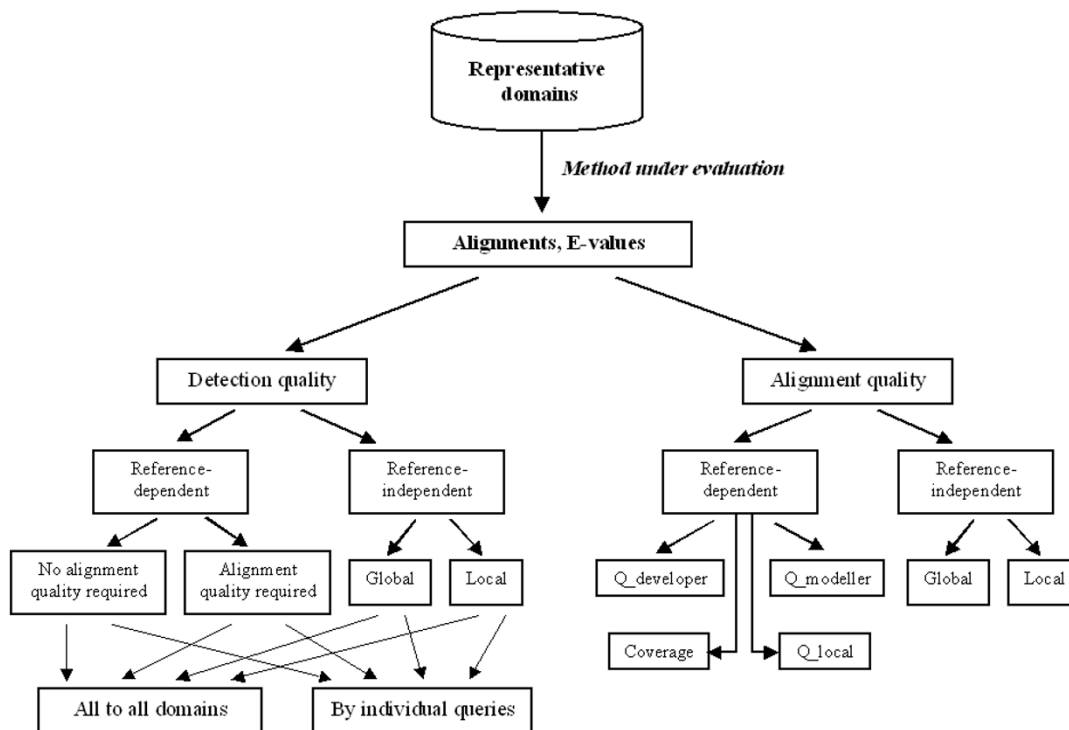 Representative
domains
Method under evaluation
Alignments, E-values
Detection quality
Alignment quality
Reference-
dependent
Reference-
independent
Reference-
dependent
Reference-
independent
No alignment
quality required
Alignment
quality required
Global
Local
Q_developer
Q_modeller
Global
Local
Coverage
Q_local
All to all domains
By individual queries